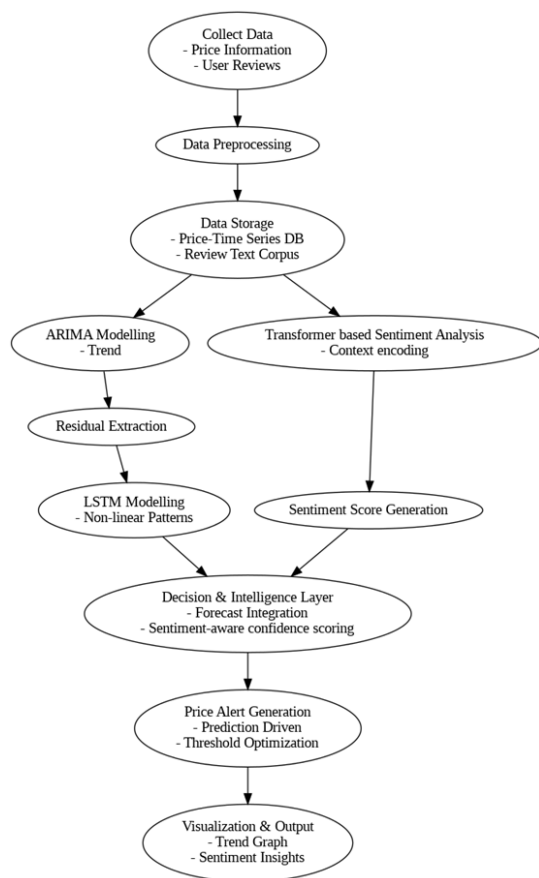 Collect Data
- Price Information
- User Reviews
Data Preprocessing
Data Storage
- Price-Time Series DB
- Review Text Corpus
ARIMA Modelling
- Trend
Transformer based Sentiment Analysis
- Context encoding
Residual Extraction
LSTM Modelling
- Non-linear Patterns
Sentiment Score Generation
Decision & Intelligence Layer
- Forecast Integration
- Sentiment-aware confidence scoring
Price Alert Generation
- Prediction Driven
- Threshold Optimization
Visualization & Output
- Trend Graph
- Sentiment Insights